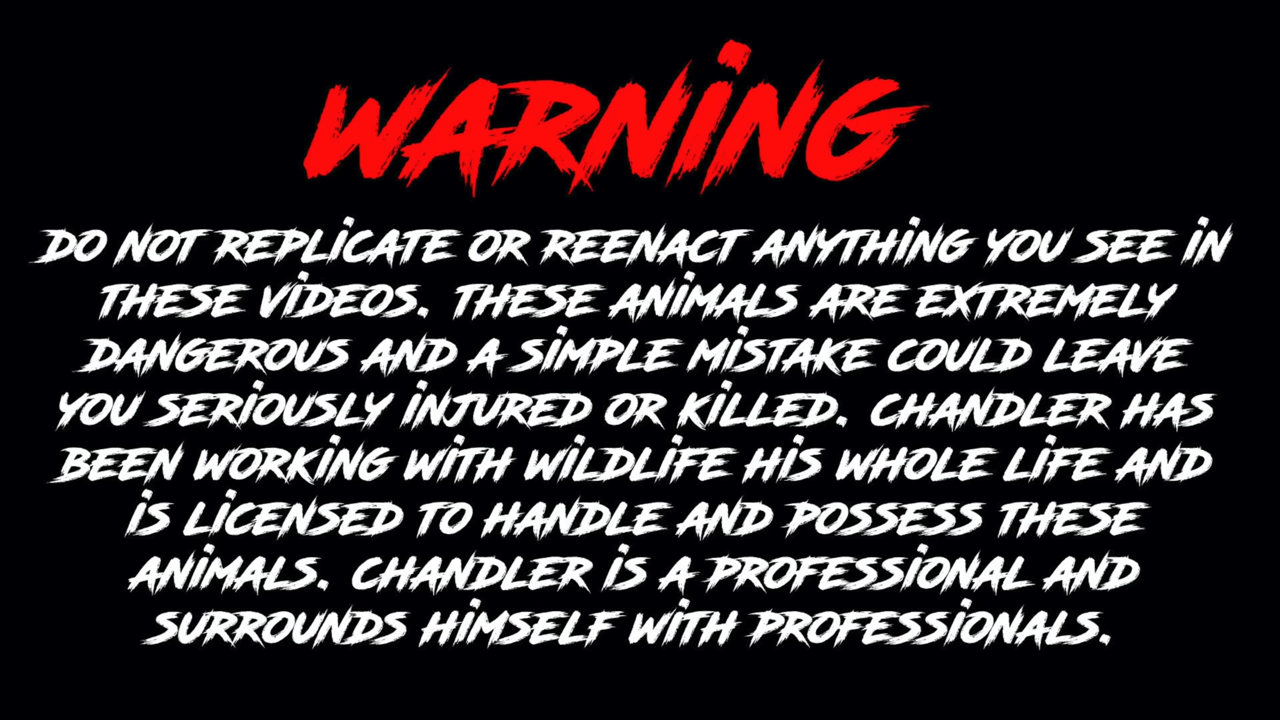 WARNiNG
DO NOT REPLiCATE OR REENACT ANYTHiNG YOU SEE iN
THESE ViDEOS. THESE ANiMALS ARE EXTREMELY
DANGEROUS AND A SiMPLE MiSTAKE COULD LEAVE
YOU SERiOUSLY iNJURED OR KiLLED. CHANDLER HAS
BEEN WORKiNG WiTH WiLDLiFE HiS WHOLE LiFE AND
iS LiCENSED TO HANDLE AND POSSESS THESE
ANiMALS. CHANDLER iS A PROFESSiONAL AND
SURROUNDS HiMSELF WiTH PROFESSiONALS.